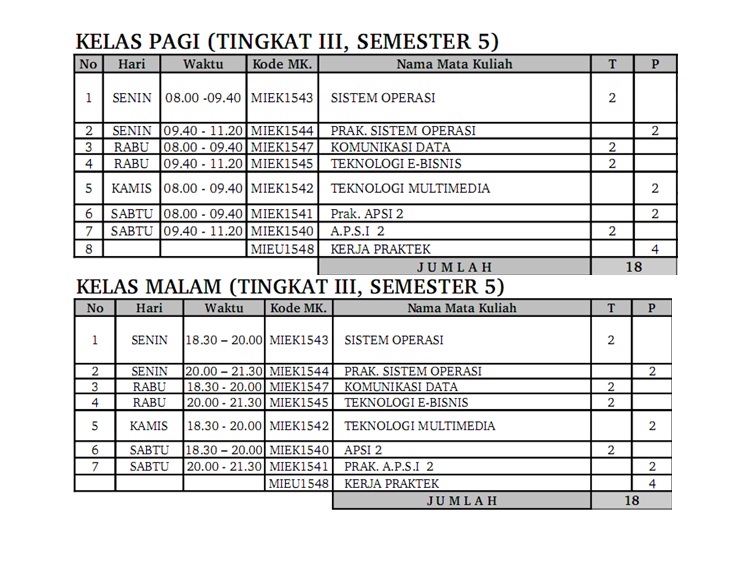 KELAS PAGI (TINGKAT III, SEMESTER 5)
No Hari Waktu Kode MK. Nama Mata Kuliah T P
1 SENIN 08.00 -09.40 MIEK1543 SISTEM OPERASI 2
2 SENIN 09.40 - 11.20 MIEK1544 PRAK. SISTEM OPERASI 2
3 RABU 08.00 - 09.40 MIEK1547 KOMUNIKASI DATA 2
4 RABU 09.40 - 11.20 MIEK1545 TEKNOLOGI E-BISNIS 2
5 KAMIS 08.00 - 09.40 MIEK1542 TEKNOLOGI MULTIMEDIA 2
6 SABTU 08.00 - 09.40 MIEK1541 Prak. APSI 2 2
7 SABTU 09.40 - 11.20 MIEK1540 A.P.S.I 2 2
8 MIEU1548 KERJA PRAKTEK 4
J U M L A H 18
KELAS MALAM (TINGKAT III, SEMESTER 5)
No Hari Waktu Kode MK. Nama Mata Kuliah T P
1 SENIN 18.30 – 20.00 MIEK1543 SISTEM OPERASI 2
2 SENIN 20.00 – 21.30 MIEK1544 PRAK. SISTEM OPERASI 2
3 RABU 18.30 - 20.00 MIEK1547 KOMUNIKASI DATA 2
4 RABU 20.00 - 21.30 MIEK1545 TEKNOLOGI E-BISNIS 2
5 KAMIS 18.30 - 20.00 MIEK1542 TEKNOLOGI MULTIMEDIA 2
6 SABTU 18.30 – 20.00 MIEK1540 APSI 2 2
7 SABTU 20.00 - 21.30 MIEK1541 PRAK. A.P.S.I 2 2
MIEU1548 KERJA PRAKTEK 4
J U M L A H 18